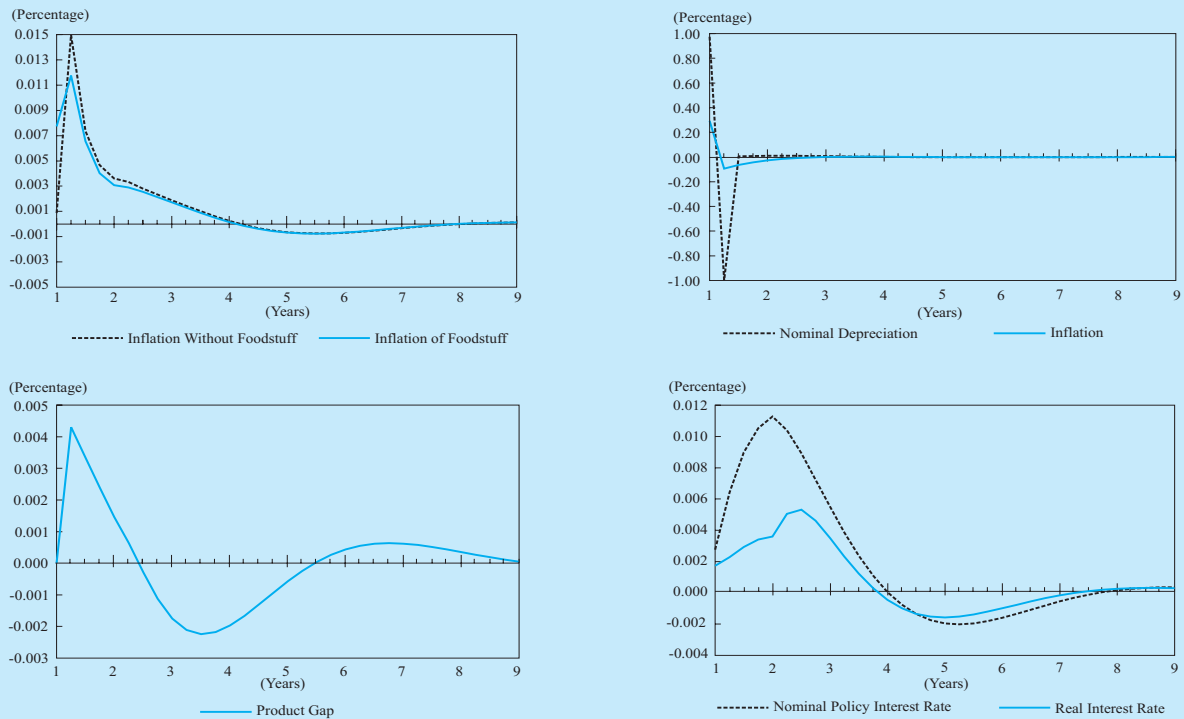 (Percentage)
0.015
0.013
0.011
0.009
0.007
0.005
0.003
0.001
-0.001
-0.003
-0.005
1 2 3 4 5 6 7 8 9
(Years)
Inflation Without Foodstuff Inflation of Foodstuff
(Percentage)
1.00
0.80
0.60
0.40
0.20
0.00
-0.20
-0.40
-0.60
-0.80
-1.00
1 2 3 4 5 6 7 8 9
(Years)
Nominal Depreciation Inflation
(Percentage)
0.005
0.004
0.003
0.002
0.001
0.000
-0.001
-0.002
-0.003
1 2 3 4 5 6 7 8 9
(Years)
Product Gap
(Percentage)
0.012
0.010
0.008
0.006
0.004
0.002
0.000
-0.002
-0.004
1 2 3 4 5 6 7 8 9
(Years)
Nominal Policy Interest Rate Real Interest Rate